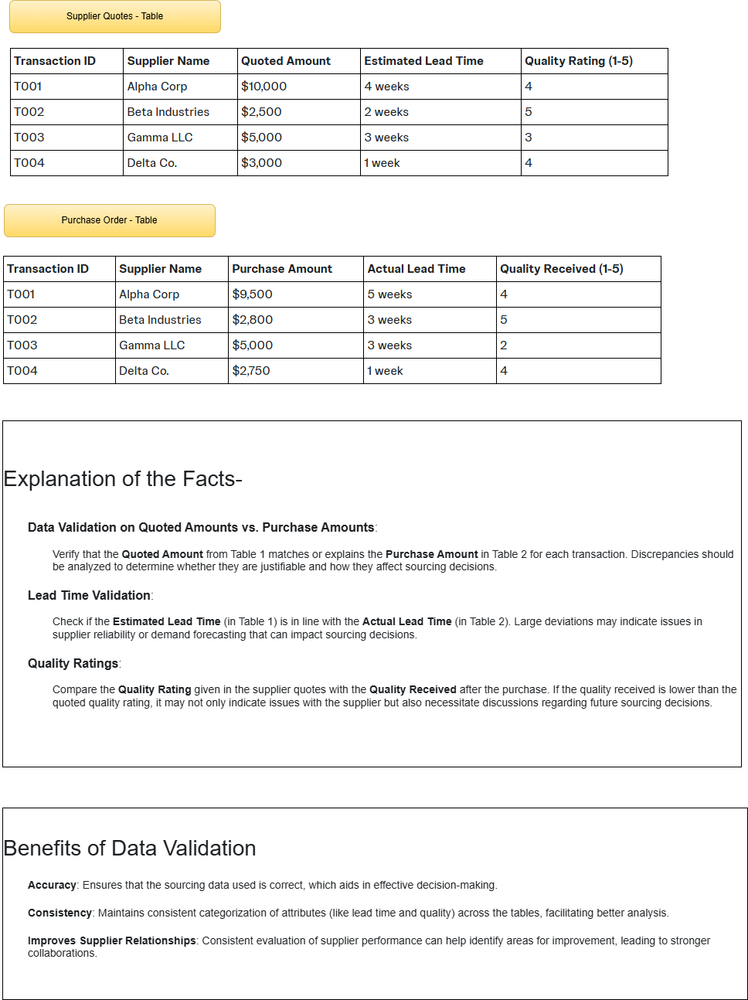 Supplier Quotes - Table
Transaction ID Supplier Name Quoted Amount Estimated Lead Time Quality Rating (1-5)
T001 Alpha Corp $10,000 4 weeks 4
T002 Beta Industries $2,500 2 weeks 5
T003 Gamma LLC $5,000 3 weeks 3
T004 Delta Co. $3,000 1 week 4
Purchase Order - Table
Transaction ID Supplier Name Purchase Amount Actual Lead Time Quality Received (1-5)
T001 Alpha Corp $9,500 5 weeks 4
T002 Beta Industries $2,800 3 weeks 5
T003 Gamma LLC $5,000 3 weeks 2
T004 Delta Co. $2,750 1 week 4
Explanation of the Facts-
Data Validation on Quoted Amounts vs. Purchase Amounts:
Verify that the Quoted Amount from Table 1 matches or explains the Purchase Amount in Table 2 for each transaction. Discrepancies should
be analyzed to determine whether they are justifiable and how they affect sourcing decisions.
Lead Time Validation:
Check if the Estimated Lead Time (in Table 1) is in line with the Actual Lead Time (in Table 2). Large deviations may indicate issues in
supplier reliability or demand forecasting that can impact sourcing decisions.
Quality Ratings:
Compare the Quality Rating given in the supplier quotes with the Quality Received after the purchase. If the quality received is lower than the
quoted quality rating, it may not only indicate issues with the supplier but also necessitate discussions regarding future sourcing decisions.
Benefits of Data Validation
Accuracy: Ensures that the sourcing data used is correct, which aids in effective decision-making.
Consistency: Maintains consistent categorization of attributes (like lead time and quality) across the tables, facilitating better analysis.
Improves Supplier Relationships: Consistent evaluation of supplier performance can help identify areas for improvement, leading to stronger
collaborations.